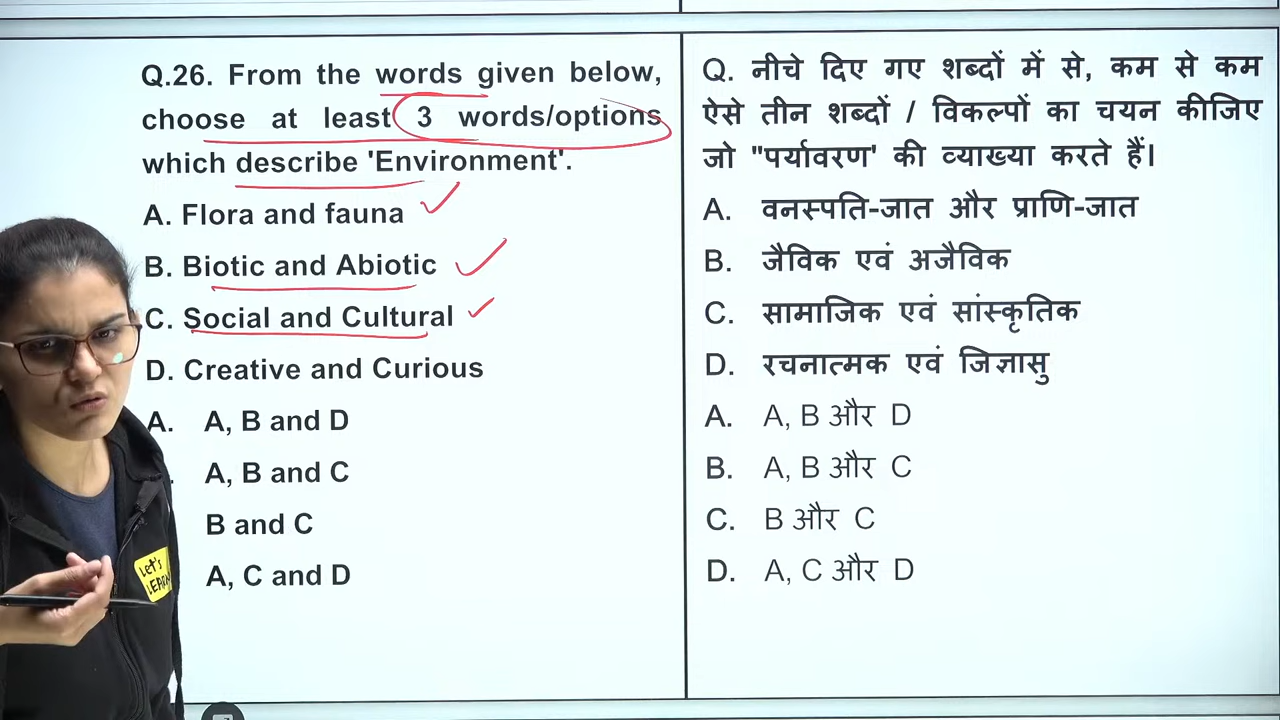 Q.26. From the words given below,
choose at least 3 words/options
which describe 'Environment'.
A. Flora and fauna
B. Biotic and Abiotic
C. Social and Cultural
D. Creative and Curious
A. A, B and D
. A, B and C
B and C
A, C and D
Q. नीचे दिए गए शब्दों में से, कम से कम
ऐसे तीन शब्दों / विकल्पों का चयन कीजिए
जो "पर्यावरण' की व्याख्या करते हैं।
A. वनस्पति-जात और प्राणि-जात
B. जैविक एवं अजैविक
C. सामाजिक एवं सांस्कृतिक
D. रचनात्मक एवं जिज्ञासु
A. A, B और D
B. A, B और C
C. B और C
D. A, C और D
Let's
LEARN